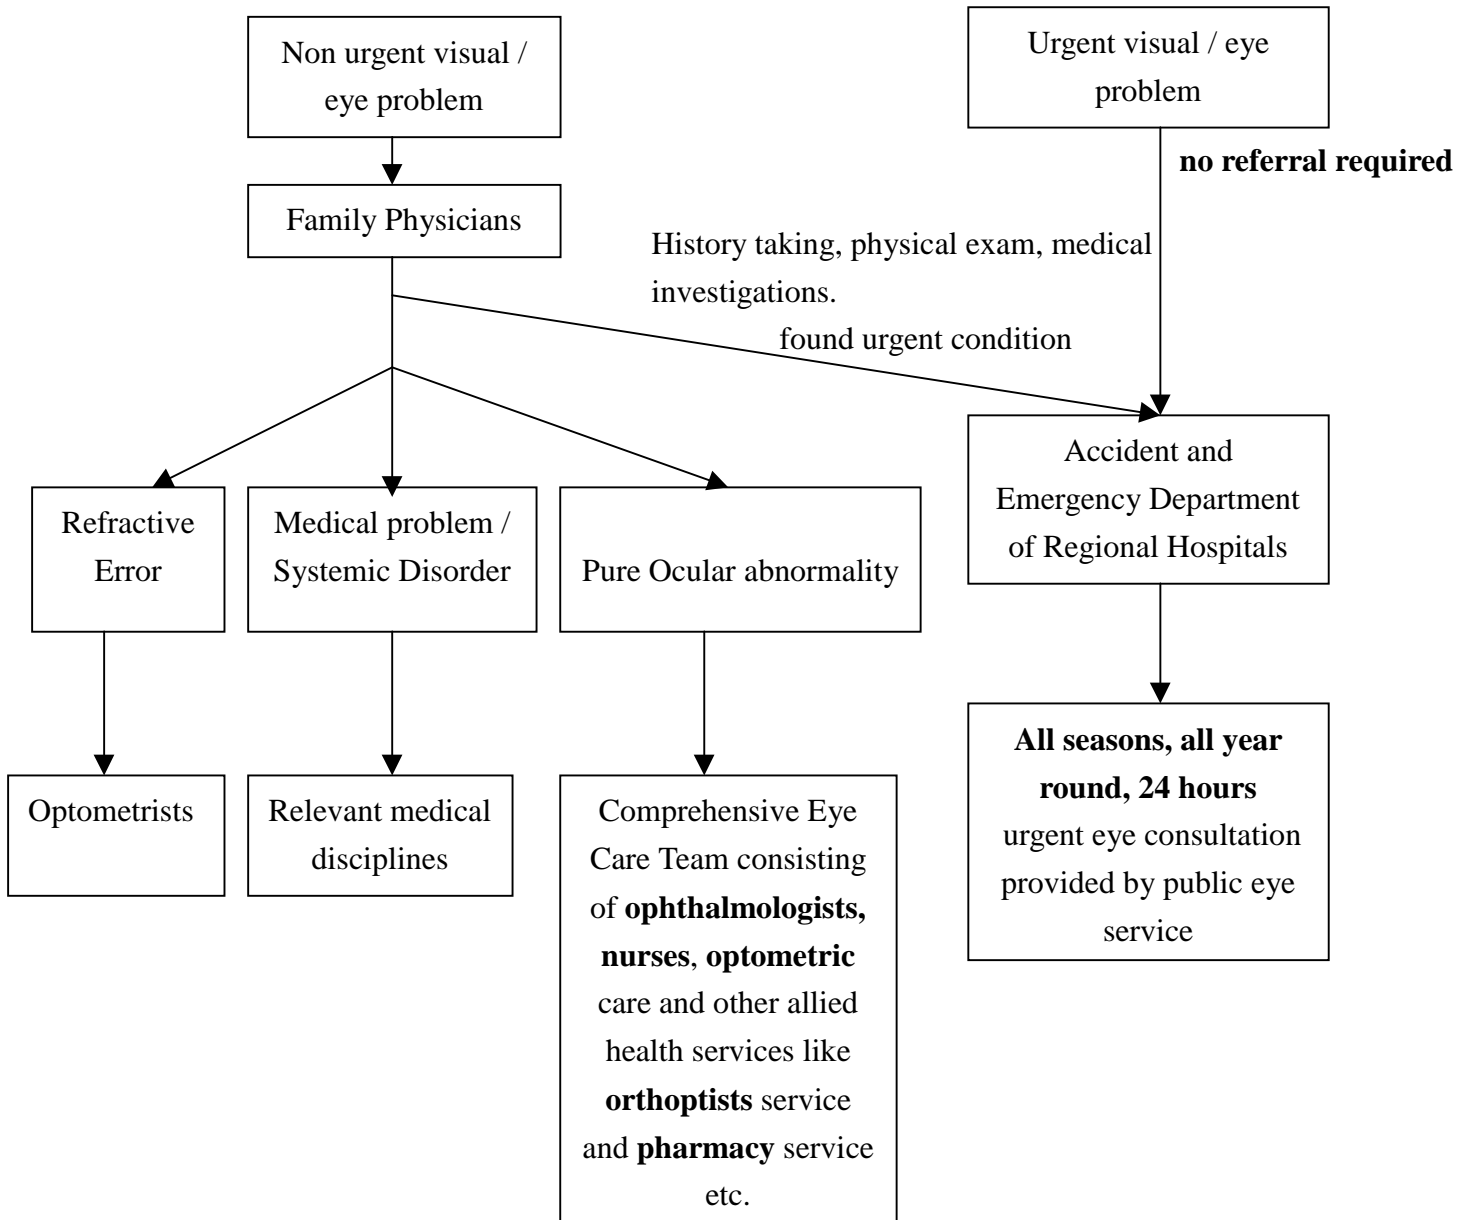 Non urgent visual /
eye problem
Urgent visual / eye
problem
no referral required
Family Physicians
History taking, physical exam, medical
investigations.
found urgent condition
Accident and
Emergency Department
of Regional Hospitals
Refractive
Error
Medical problem /
Systemic Disorder
Pure Ocular abnormality
All seasons, all year
round, 24 hours
urgent eye consultation
provided by public eye
service
Optometrists
Relevant medical
disciplines
Comprehensive Eye
Care Team consisting
of ophthalmologists,
nurses, optometric
care and other allied
health services like
orthoptists service
and pharmacy service
etc.